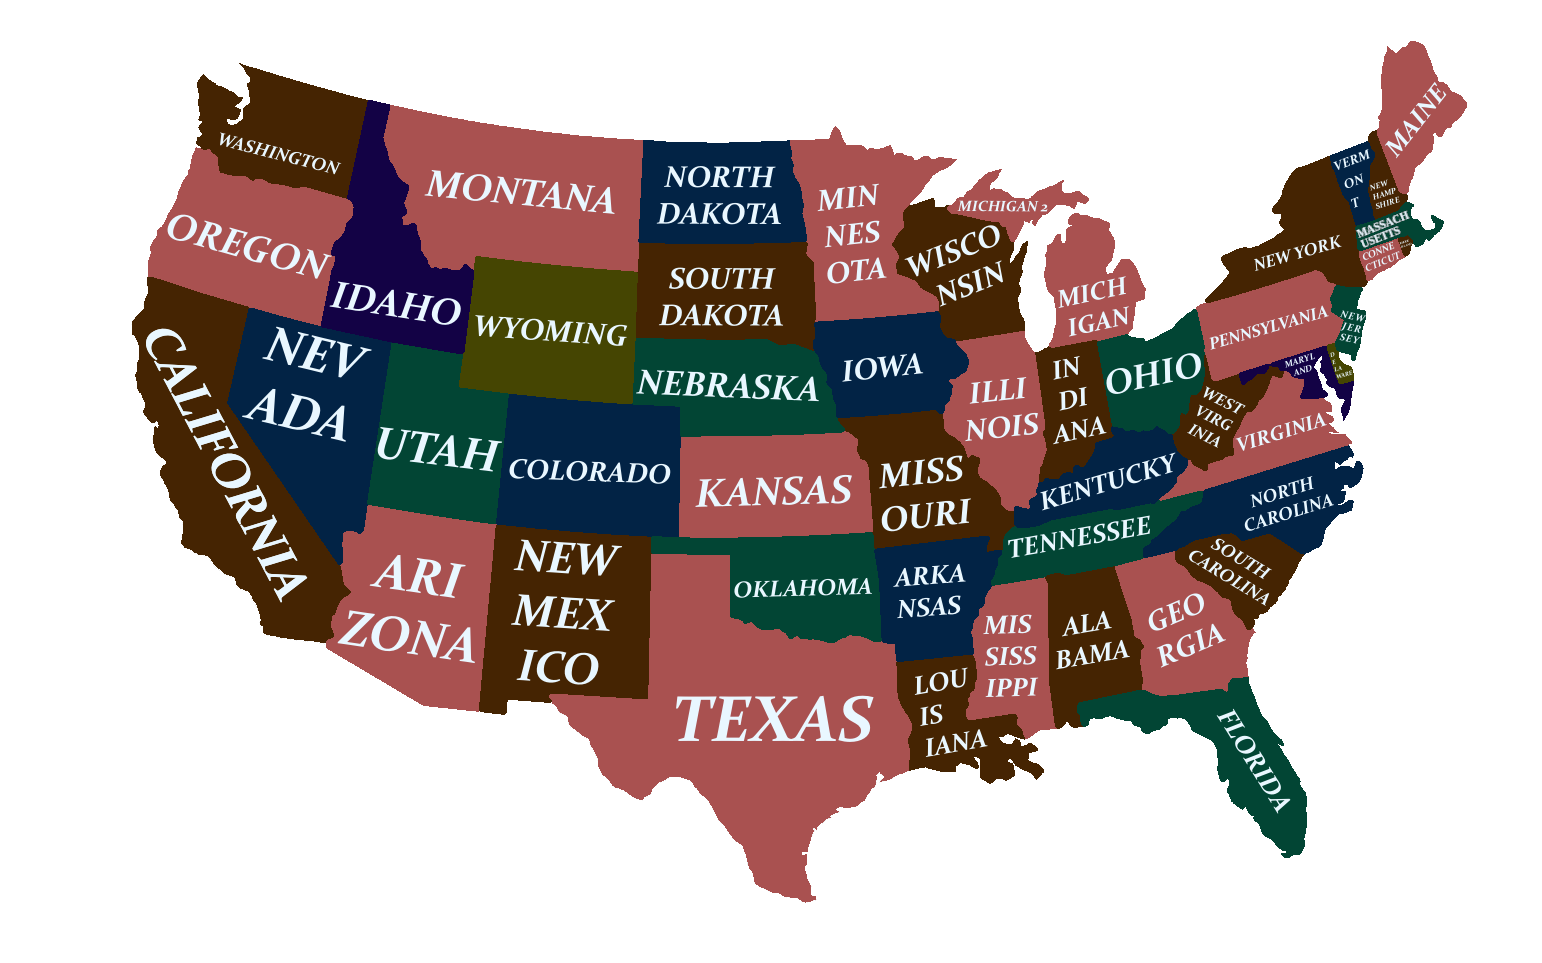 WASHINGTON
OREGON
CALIFORNIA
IDAHO
NEV
ADA
MONTANA
WYOMING
UTAH
COLORADO
ARI
ZONA
NEW
MEX
ICO
NORTH
DAKOTA
SOUTH
DAKOTA
NEBRASKA
KANSAS
OKLAHOMA
TEXAS
MIN
NES
OTA
IOWA
MISS
OURI
ARKA
NSAS
LOU
IS
IANA
WISCO
NSIN
MICHIGAN 2
MICH
IGAN
ILLI
NOIS
IN
DI
ANA
OHIO
KENTUCKY
TENNESSEE
MIS
SISS
IPPI
ALA
BAMA
GEO
RGIA
FLORIDA
SOUTH
CAROLINA
NORTH
CAROLINA
VIRGINIA
WEST
VIRG
INIA
MARYL
AND
D
E
LA
WARE
PENNSYLVANIA
NEW
JER
SEY
NEW YORK
CONNE
CTICUT
MASSACH
USETTS
VERM
ON
T
NEW
HAMP
SHIRE
MAINE